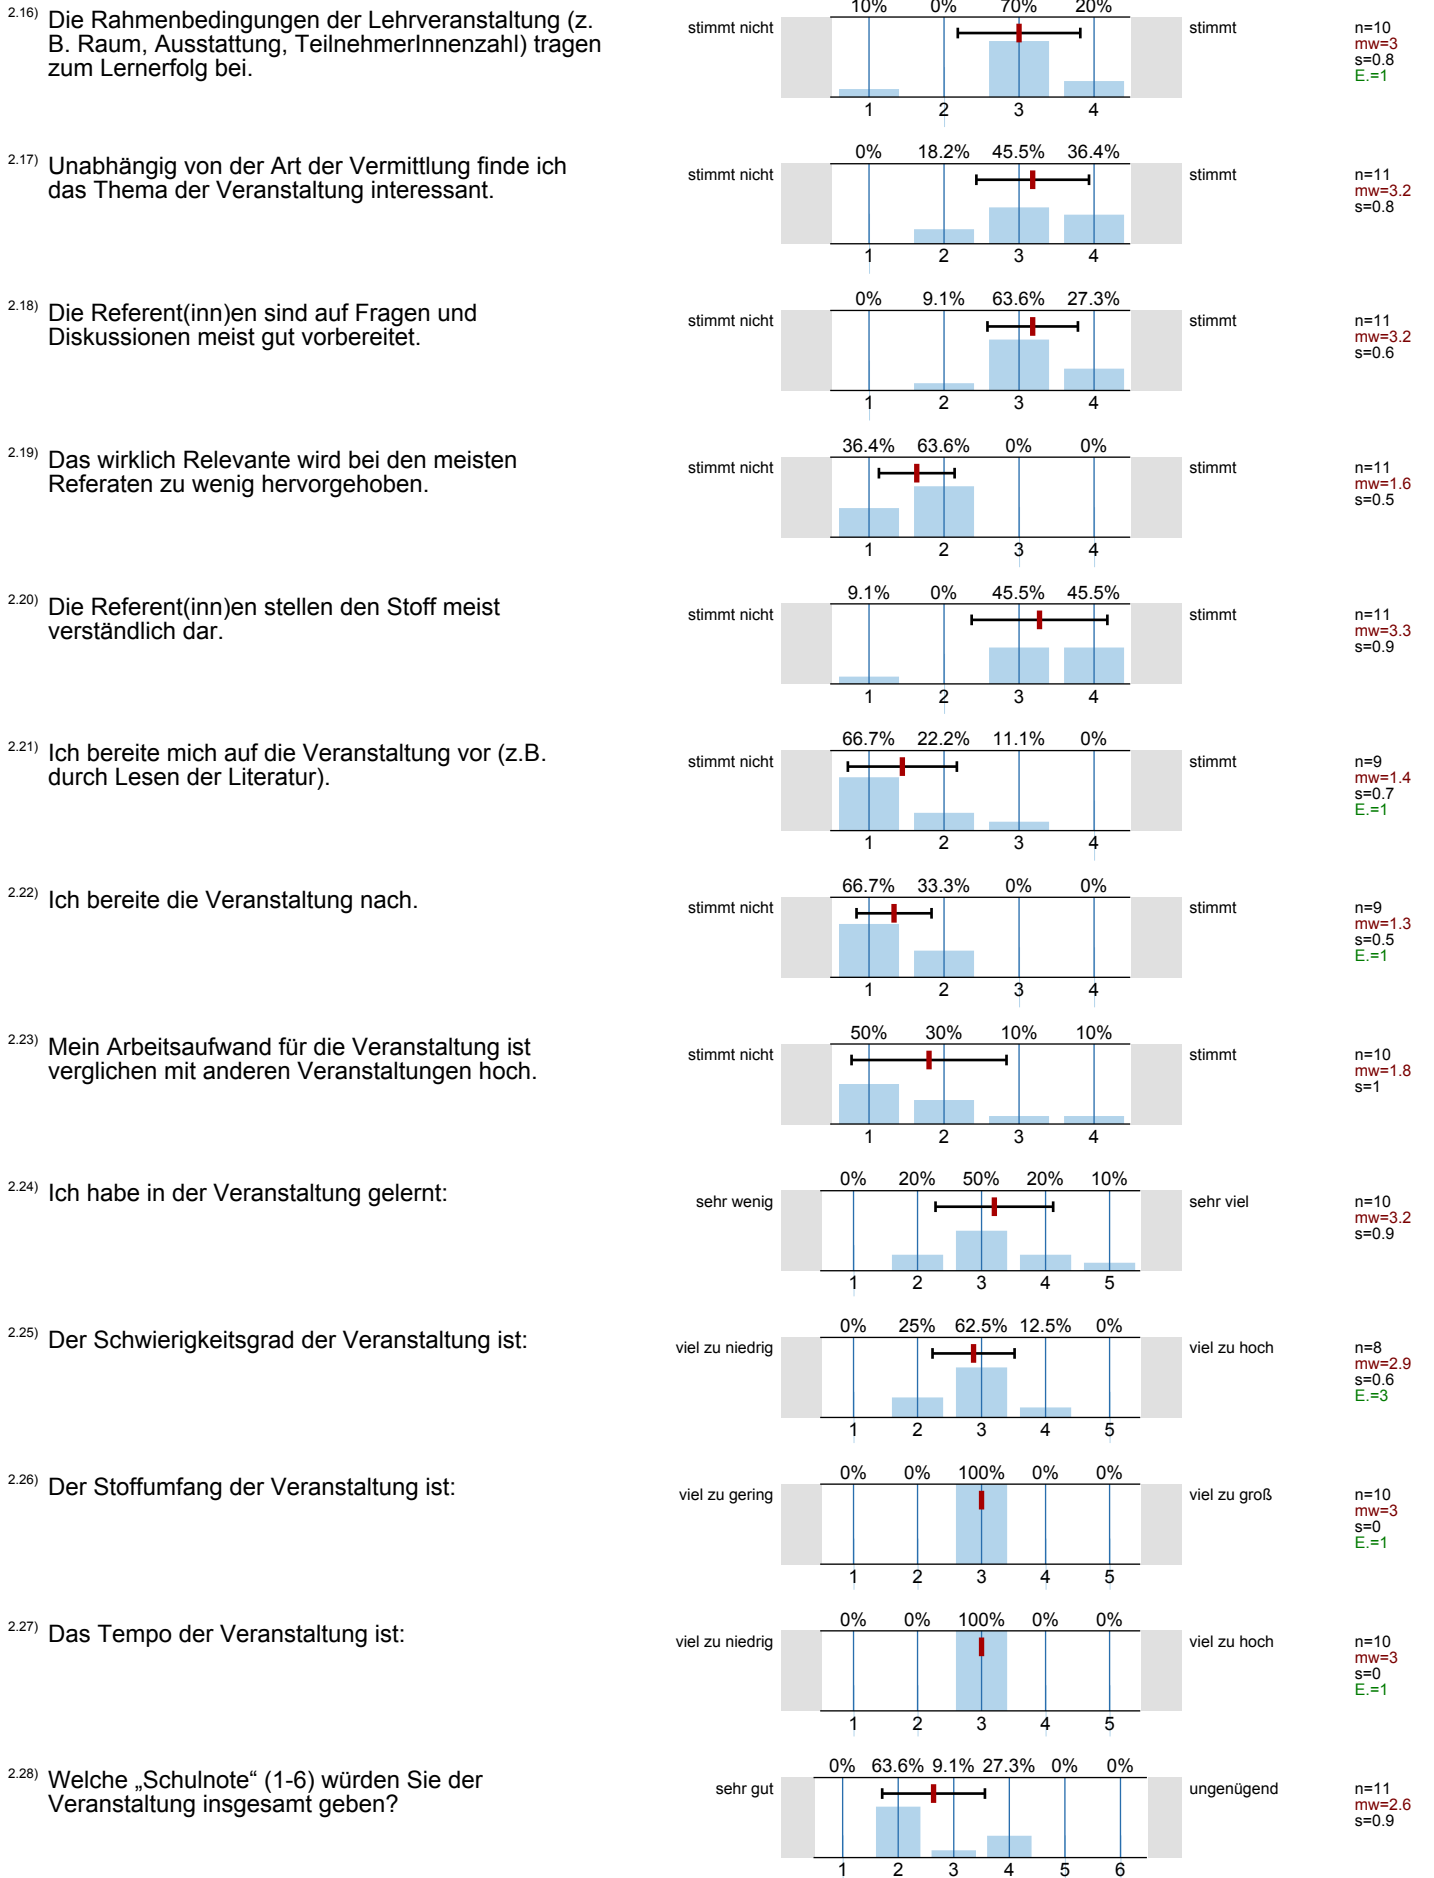 2.16) Die Rahmenbedingungen der Lehrveranstaltung (z.
B. Raum, Ausstattung, TeilnehmerInnenzahl) tragen
zum Lernerfolg bei.
10% 0% 70% 20%
stimmt nicht stimmt
1 2 3 4
n=10
mw=3
s=0.8
E.=1
2.17) Unabhängig von der Art der Vermittlung finde ich
das Thema der Veranstaltung interessant.
0% 18.2% 45.5% 36.4%
stimmt nicht stimmt
1 2 3 4
n=11
mw=3.2
s=0.8
2.18) Die Referent(inn)en sind auf Fragen und
Diskussionen meist gut vorbereitet.
0% 9.1% 63.6% 27.3%
stimmt nicht stimmt
1 2 3 4
n=11
mw=3.2
s=0.6
2.19) Das wirklich Relevante wird bei den meisten
Referaten zu wenig hervorgehoben.
36.4% 63.6% 0% 0%
stimmt nicht stimmt
1 2 3 4
n=11
mw=1.6
s=0.5
2.20) Die Referent(inn)en stellen den Stoff meist
verständlich dar.
9.1% 0% 45.5% 45.5%
stimmt nicht stimmt
1 2 3 4
n=11
mw=3.3
s=0.9
2.21) Ich bereite mich auf die Veranstaltung vor (z.B.
durch Lesen der Literatur).
66.7% 22.2% 11.1% 0%
stimmt nicht stimmt
1 2 3 4
n=9
mw=1.4
s=0.7
E.=1
2.22) Ich bereite die Veranstaltung nach.
66.7% 33.3% 0% 0%
stimmt nicht stimmt
1 2 3 4
n=9
mw=1.3
s=0.5
E.=1
2.23) Mein Arbeitsaufwand für die Veranstaltung ist
verglichen mit anderen Veranstaltungen hoch.
50% 30% 10% 10%
stimmt nicht stimmt
1 2 3 4
n=10
mw=1.8
s=1
2.24) Ich habe in der Veranstaltung gelernt:
0% 20% 50% 20% 10%
sehr wenig sehr viel
1 2 3 4 5
n=10
mw=3.2
s=0.9
2.25) Der Schwierigkeitsgrad der Veranstaltung ist:
0% 25% 62.5% 12.5% 0%
viel zu niedrig viel zu hoch
1 2 3 4 5
n=8
mw=2.9
s=0.6
E.=3
2.26) Der Stoffumfang der Veranstaltung ist:
0% 0% 100% 0% 0%
viel zu gering viel zu groß
1 2 3 4 5
n=10
mw=3
s=0
E.=1
2.27) Das Tempo der Veranstaltung ist:
0% 0% 100% 0% 0%
viel zu niedrig viel zu hoch
1 2 3 4 5
n=10
mw=3
s=0
E.=1
2.28) Welche „Schulnote“ (1-6) würden Sie der
Veranstaltung insgesamt geben?
0% 63.6% 9.1% 27.3% 0% 0%
sehr gut ungenügend
1 2 3 4 5 6
n=11
mw=2.6
s=0.9